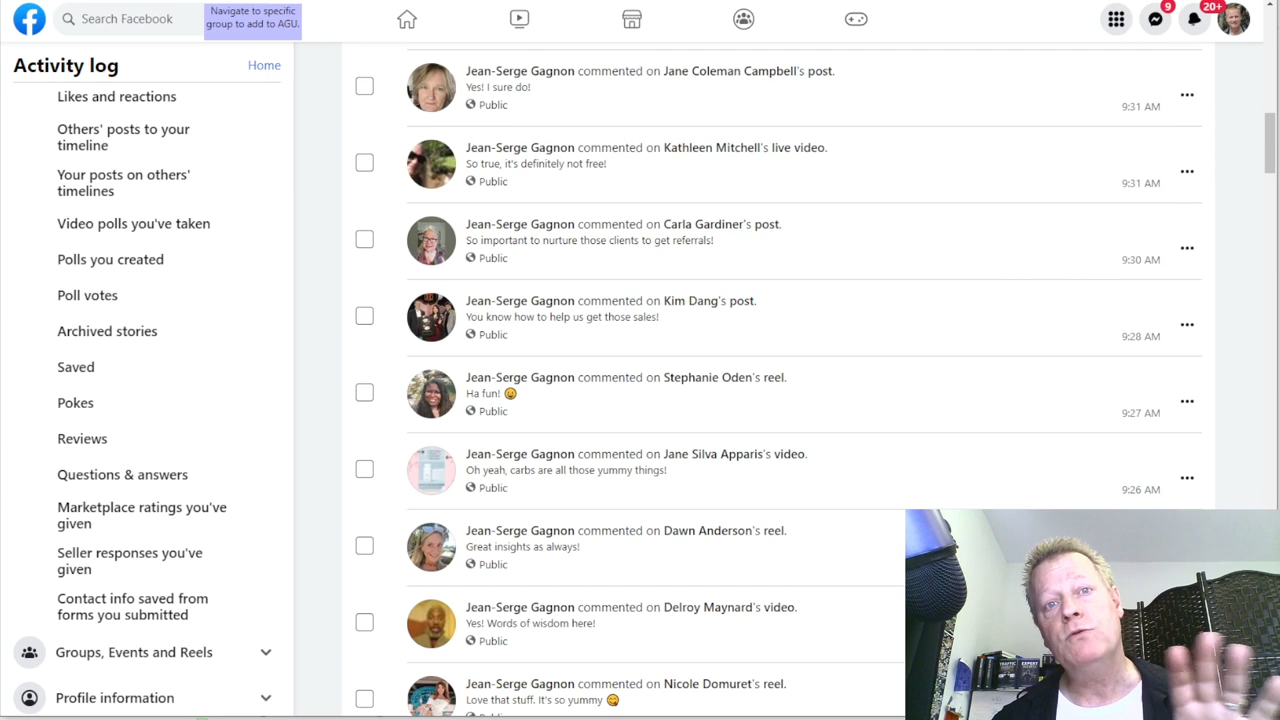 Search Facebook
Navigate to specific
group to add to AGU.
9
20+
Activity log
Home
Likes and reactions
Others' posts to your
timeline
Your posts on others'
timelines
Video polls you've taken
Polls you created
Poll votes
Archived stories
Saved
Pokes
Reviews
Questions & answers
Marketplace ratings you've
given
Seller responses you've
given
Contact info saved from
forms you submitted
Groups, Events and Reels
Profile information
Jean-Serge Gagnon commented on Jane Coleman Campbell's post.
Yes! I sure do!
Public
9:31 AM
Jean-Serge Gagnon commented on Kathleen Mitchell's live video.
So true, it's definitely not free!
Public
9:31 AM
Jean-Serge Gagnon commented on Carla Gardiner's post.
So important to nurture those clients to get referrals!
Public
9:30 AM
Jean-Serge Gagnon commented on Kim Dang's post.
You know how to help us get those sales!
Public
9:28 AM
Jean-Serge Gagnon commented on Stephanie Oden's reel.
Ha fun!
Public
9:27 AM
Jean-Serge Gagnon commented on Jane Silva Apparis's video.
Oh yeah, carbs are all those yummy things!
Public
9:26 AM
Jean-Serge Gagnon commented on Dawn Anderson's reel.
Great insights as always!
Public
Jean-Serge Gagnon commented on Delroy Maynard's video.
Yes! Words of wisdom here!
Public
Jean-Serge Gagnon commented on Nicole Domuret's reel.
Love that stuff. It's so yummy
TRAFFIC
EXPERT